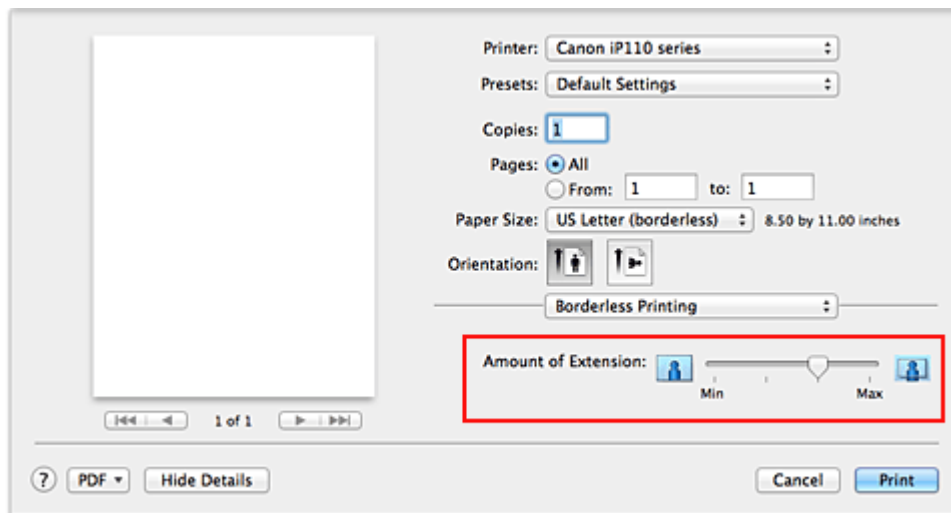 Printer: Canon iP110 series
Presets: Default Settings
Copies: 1
Pages: All
From: 1 to: 1
Paper Size: US Letter (borderless) 8.50 by 11.00 inches
Orientation:
Borderless Printing
Amount of Extension:
Min Max
1 of 1
? PDF Hide Details Cancel Print